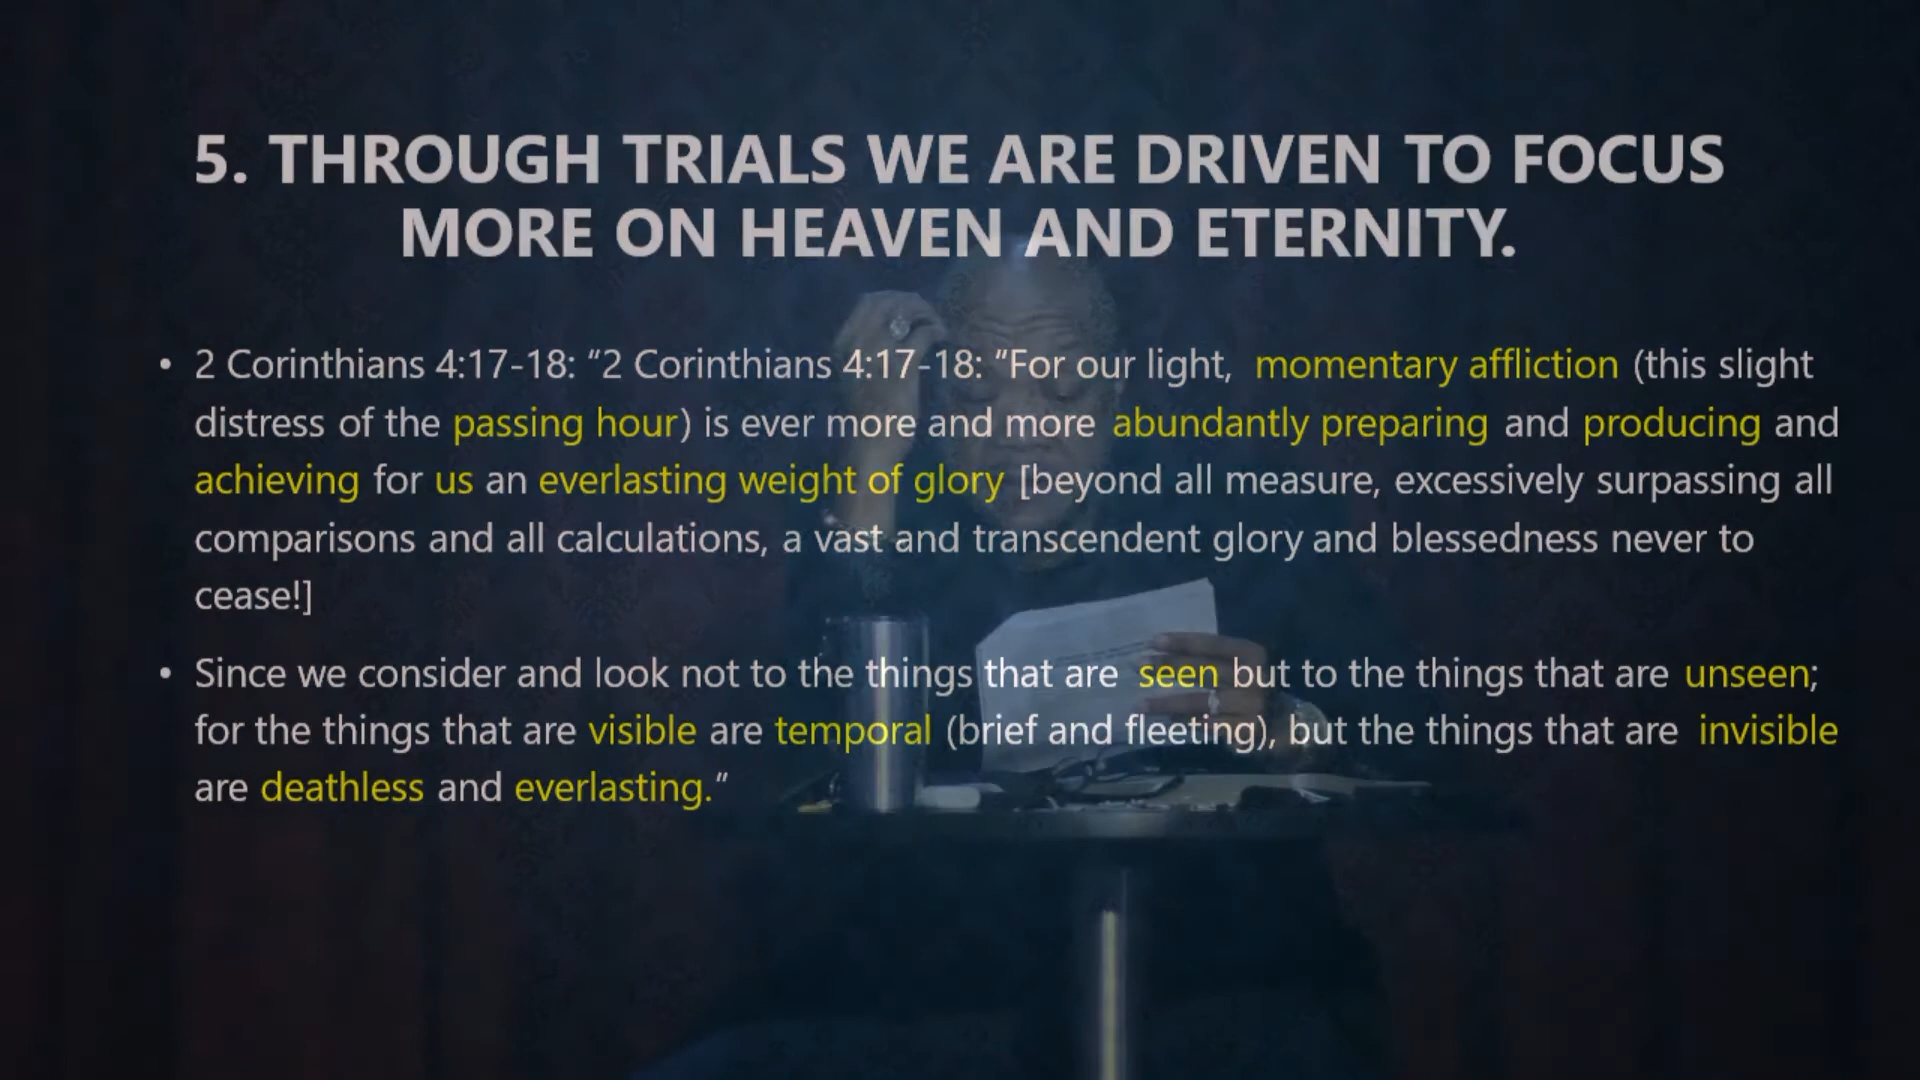 5. THROUGH TRIALS WE ARE DRIVEN TO FOCUS
MORE ON HEAVEN AND ETERNITY.
• 2 Corinthians 4:17-18: “2 Corinthians 4:17-18: “For our light, momentary affliction (this slight
distress of the passing hour) is ever more and more abundantly preparing and producing and
achieving for us an everlasting weight of glory [beyond all measure, excessively surpassing all
comparisons and all calculations, a vast and transcendent glory and blessedness never to
cease!]
• Since we consider and look not to the things that are seen but to the things that are unseen;
for the things that are visible are temporal (brief and fleeting), but the things that are invisible
are deathless and everlasting.”